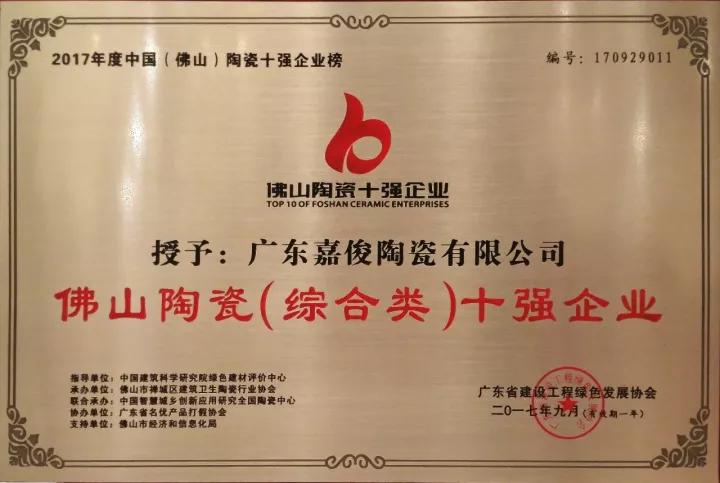 2017年度中国（佛山）陶瓷十强企业榜
编号：170929011
佛山陶瓷十强企业
TOP 10 OF FOSHAN CERAMIC ENTERPRISES
授予：广东嘉俊陶瓷有限公司
佛山陶瓷(综合类)十强企业
指导单位：中国建筑科学研究院绿色建材评价中心
承办单位：佛山市禅城区建筑卫生陶瓷行业协会
联合承办：中国智慧城乡创新应用研究全国陶瓷中心
协办单位：广东省名优产品打假协会
支持单位：佛山市经济和信息化局
广东省建设工程绿色发展协会
二〇一七年九月（有效期一年）